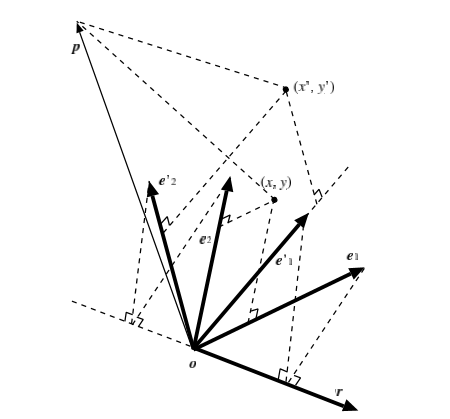 p
(x', y')
e'2
(x, y)
e2
e'1
e1
o
r